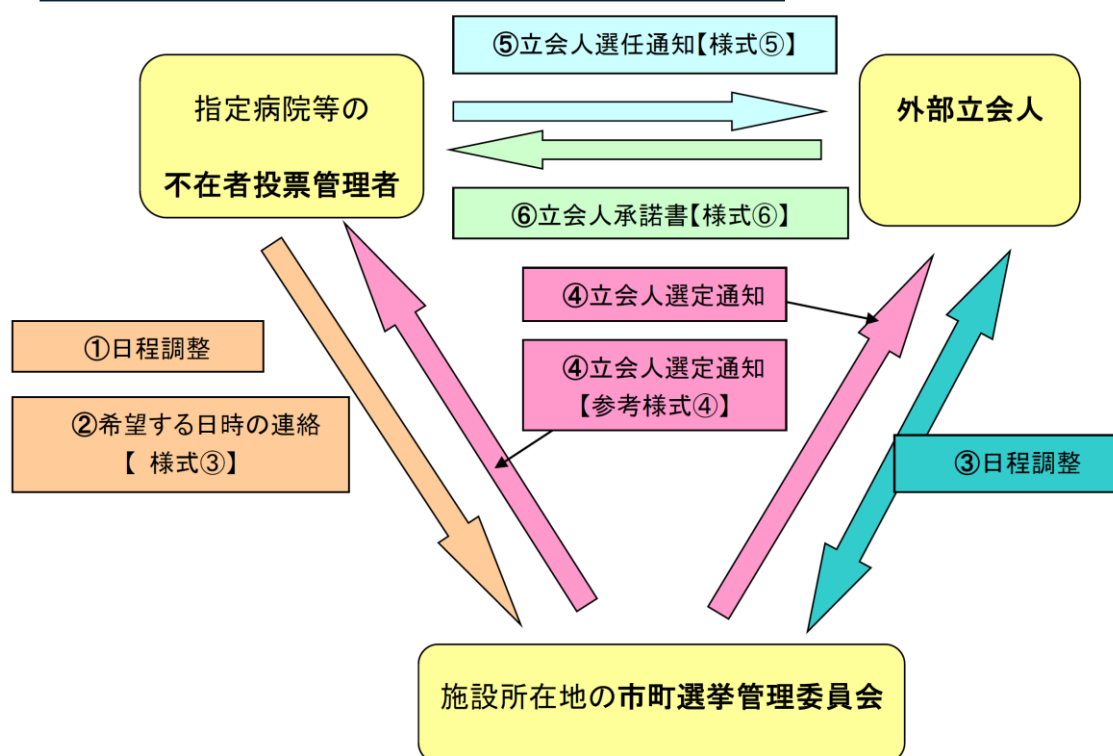 ⑤立会人選任通知【様式⑤】
指定病院等の
不在者投票管理者
外部立会人
⑥立会人承諾書【様式⑥】
④立会人選定通知
①日程調整
④立会人選定通知
【参考様式④】
②希望する日時の連絡
【 様式③】
③日程調整
施設所在地の市町選挙管理委員会